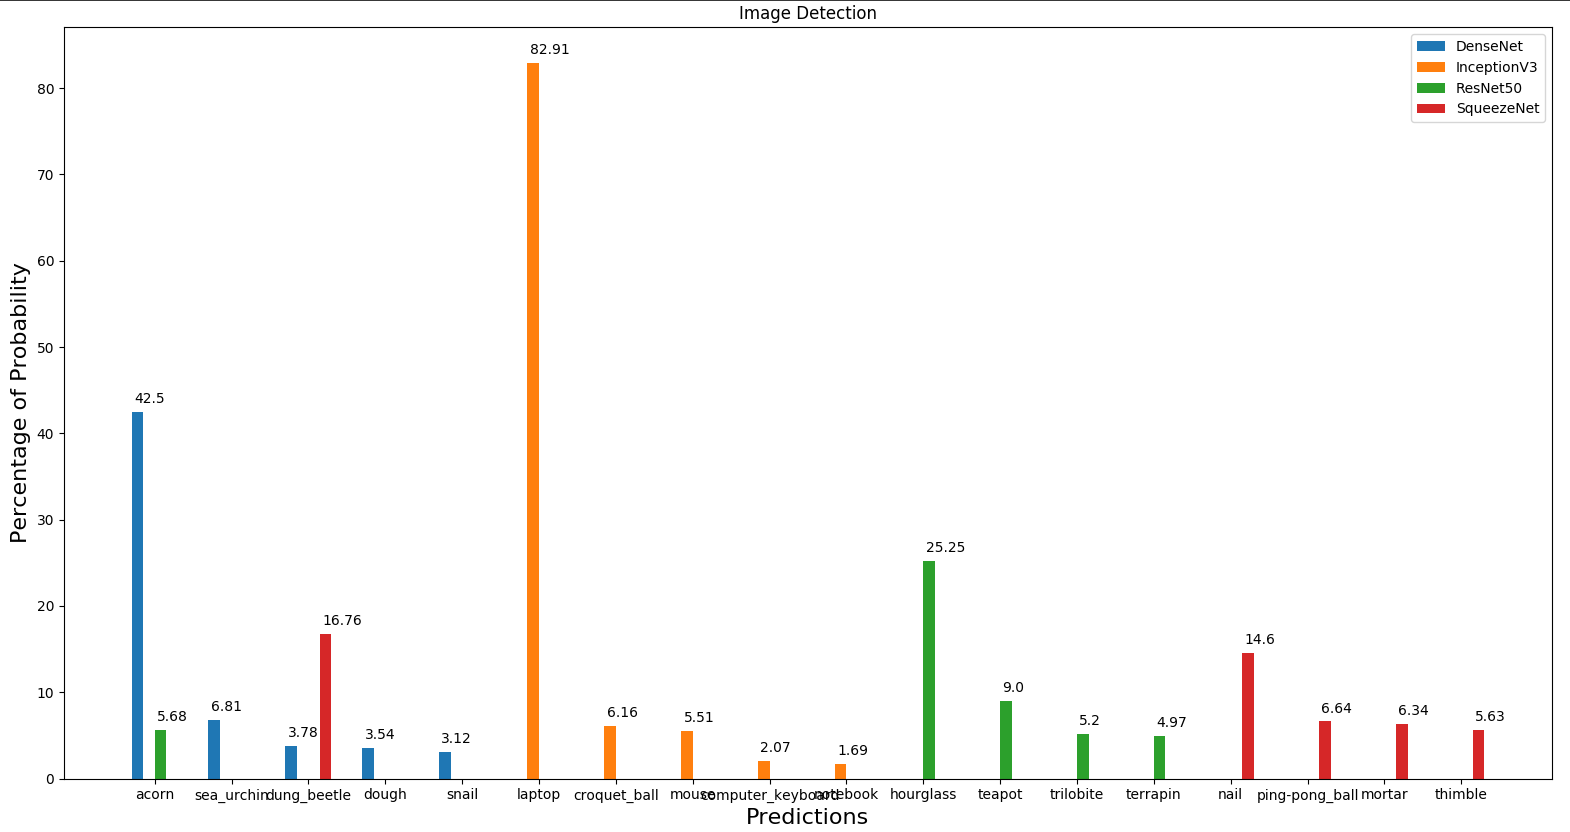 Image Detection
DenseNet
InceptionV3
ResNet50
SqueezeNet
Percentage of Probability
80
70
60
50
40
30
20
10
0
42.5
5.68
6.81
3.78
16.76
3.54
3.12
82.91
6.16
5.51
2.07
1.69
25.25
9.0
5.2
4.97
14.6
6.64
6.34
5.63
acorn
sea_urchin
dung_beetle
dough
snail
laptop
croquet_ball
mouse
computer_keyboard
notebook
hourglass
teapot
trilobite
terrapin
nail
ping-pong_ball
mortar
thimble
Predictions